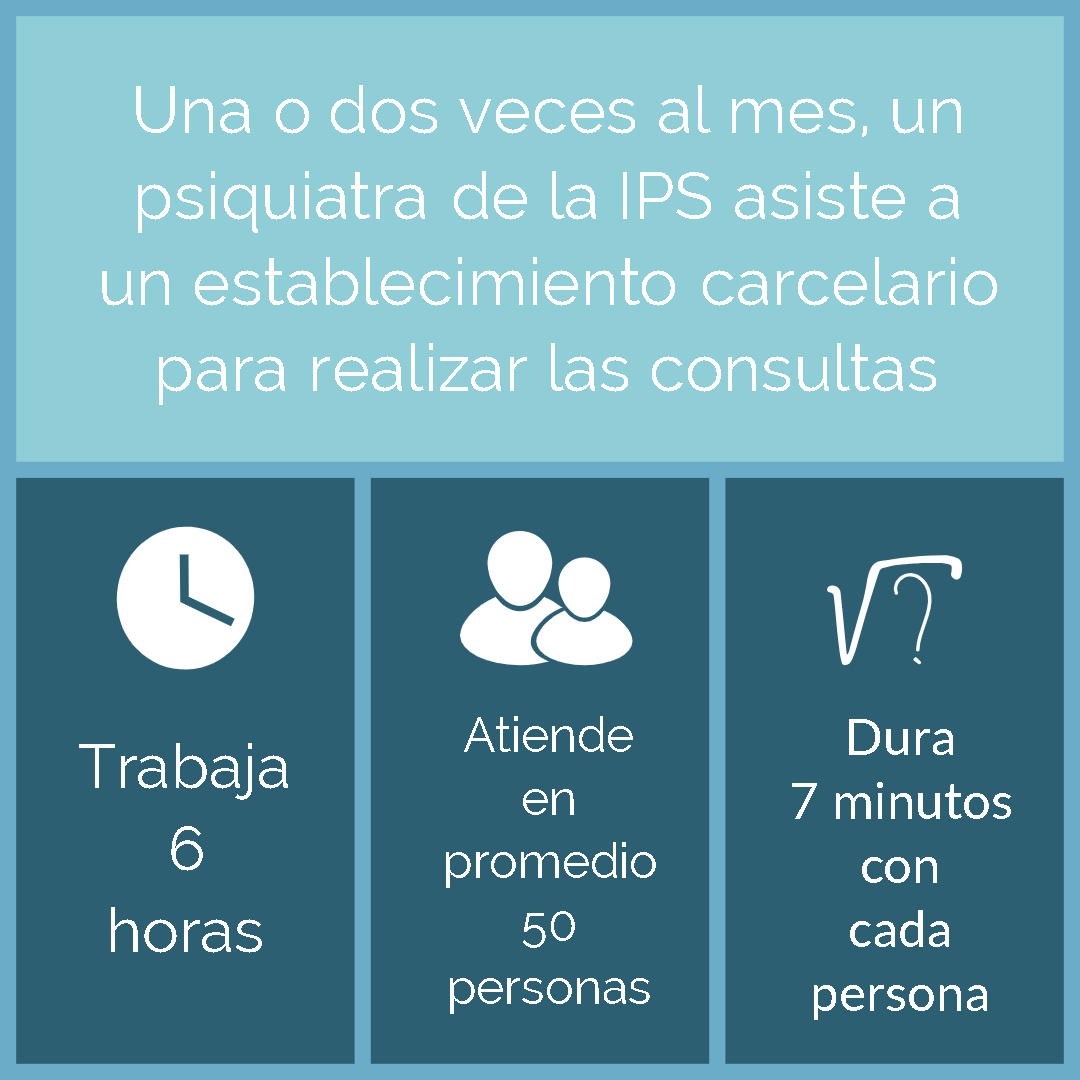 Una o dos veces al mes, un
psiquiatra de la IPS asiste a
un establecimiento carcelario
para realizar las consultas
Trabaja
6
horas
Atiende
en
promedio
50
personas
√?
Dura
7 minutos
con
cada
persona